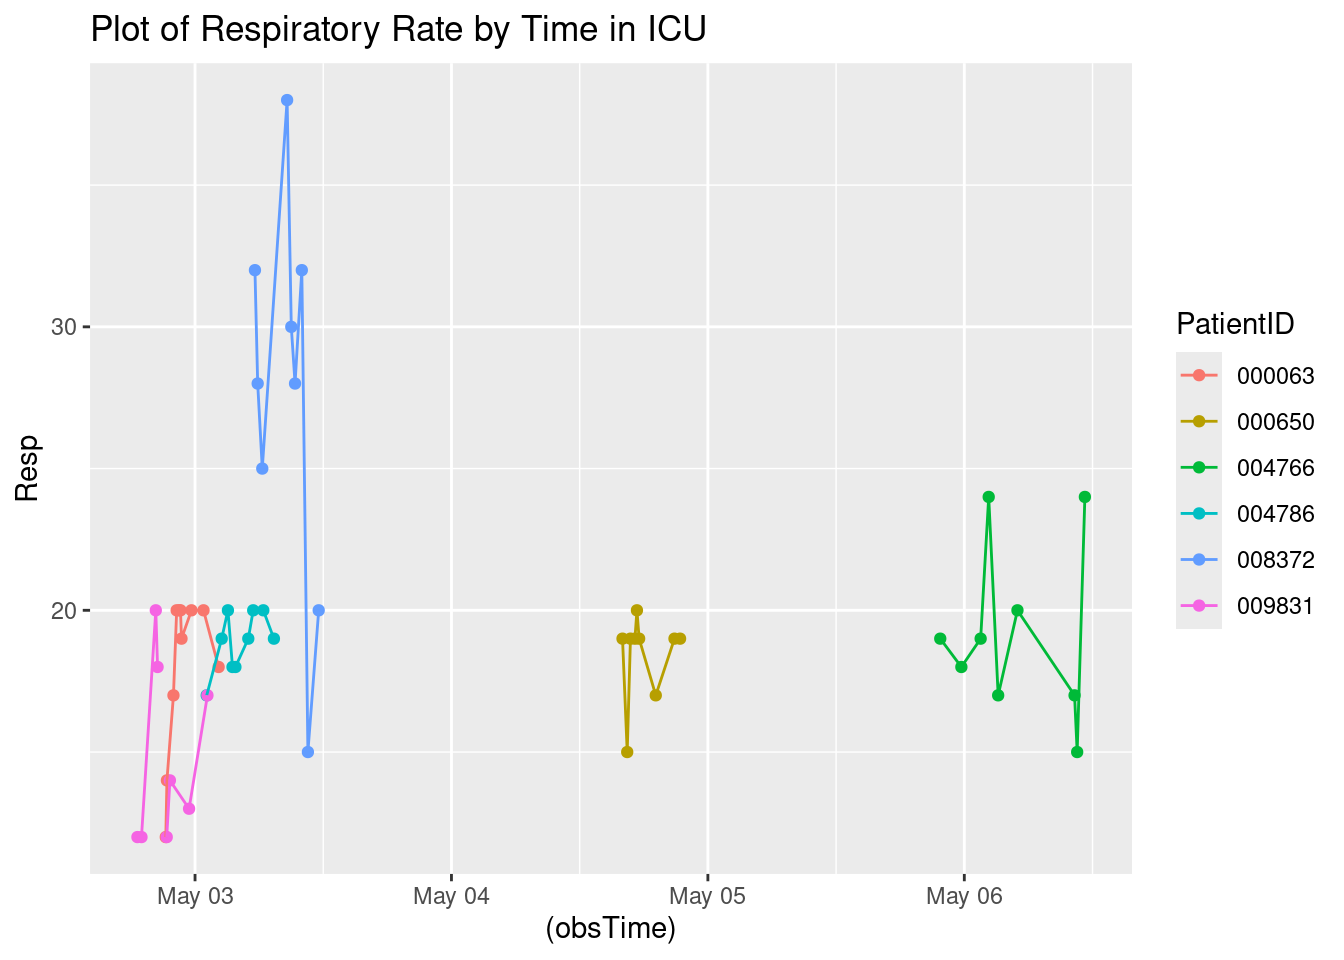 Plot of Respiratory Rate by Time in ICU
30
20
Resp
May 03
May 04
May 05
May 06
(obsTime)
PatientID
000063
000650
004766
004786
008372
009831